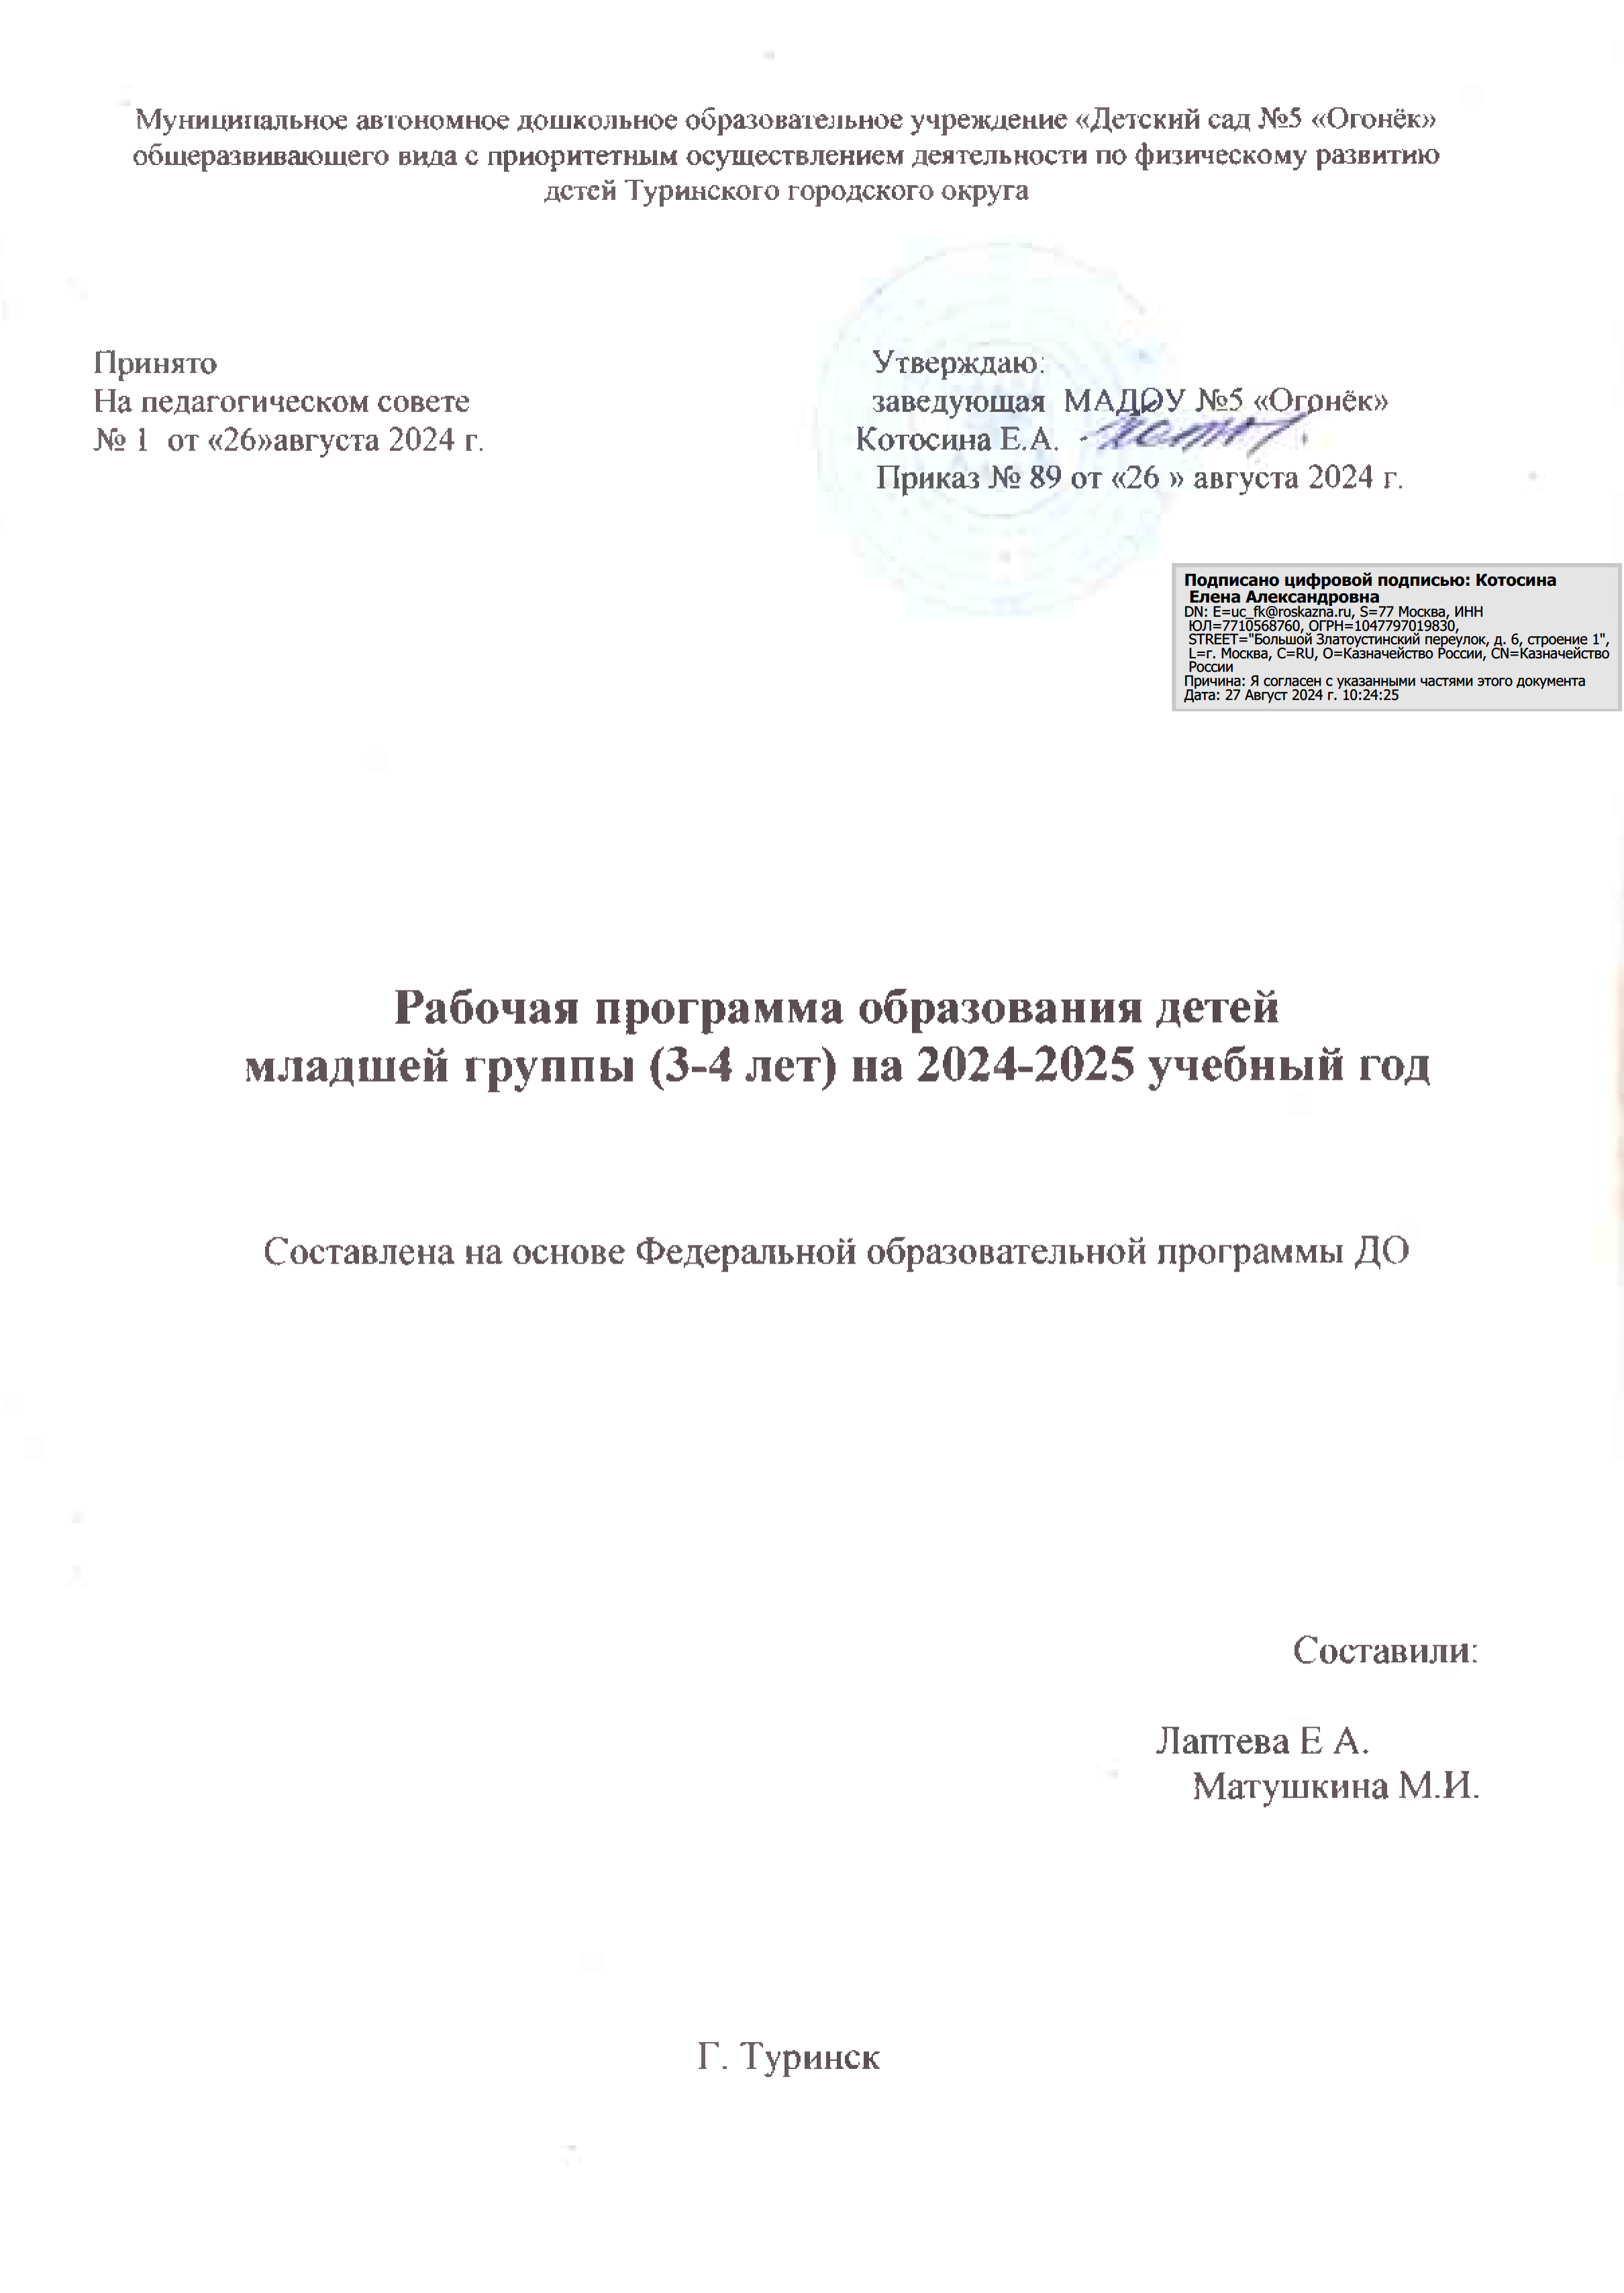 Муниципальное автономное дошкольное образовательное учреждение «Детский сад №5 «Огонёк»
общеразвивающего вида с приоритетным осуществлением деятельности по физическому развитию
детей Туринского городского округа
Принято
На педагогическом совете
№ 1 от «26»августа 2024 г.
Утверждаю:
заведующая МАДОУ №5 «Огонёк»
Котосина Е.А.
Приказ № 89 от «26 » августа 2024 г.
Подписано цифровой подписью: Котосина
Елена Александровна
DN: E=uc_fk@roskazna.ru, S=77 Москва, ИНН
ЮЛ=7710568760, ОГРН=1047797019830,
STREET="Большой Златоустинский переулок, д. 6, строение 1",
L=г. Москва, C=RU, O=Казначейство России, CN=Казначейство
России
Причина: Я согласен с указанными частями этого документа
Дата: 27 Август 2024 г. 10:24:25
Рабочая программа образования детей
младшей группы (3-4 лет) на 2024-2025 учебный год
Составлена на основе Федеральной образовательной программы ДО
Составили:
Лаптева Е А.
Матушкина М.И.
Г. Туринск